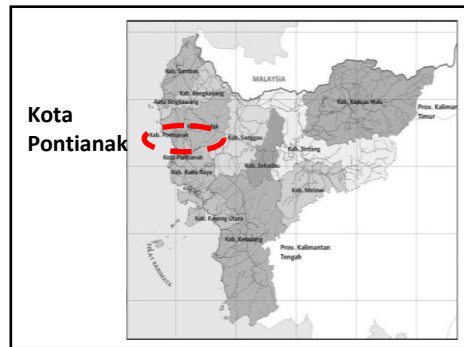 Kota
Pontianak
MALAYSIA
Kab. Sambas
Kab. Bengkayang
Kota Singkawang
Kab. Kapuas Hulu
Prov. Kalimantan
Timur
Kab. Pontianak
Kab. Sanggau
Kab. Sintang
Kota Pontianak
Kab. Sekadau
Kab. Kubu Raya
Kab. Melawi
Kab. Kayong Utara
Kab. Ketapang
Prov. Kalimantan
Tengah
SELAT KARIMATA